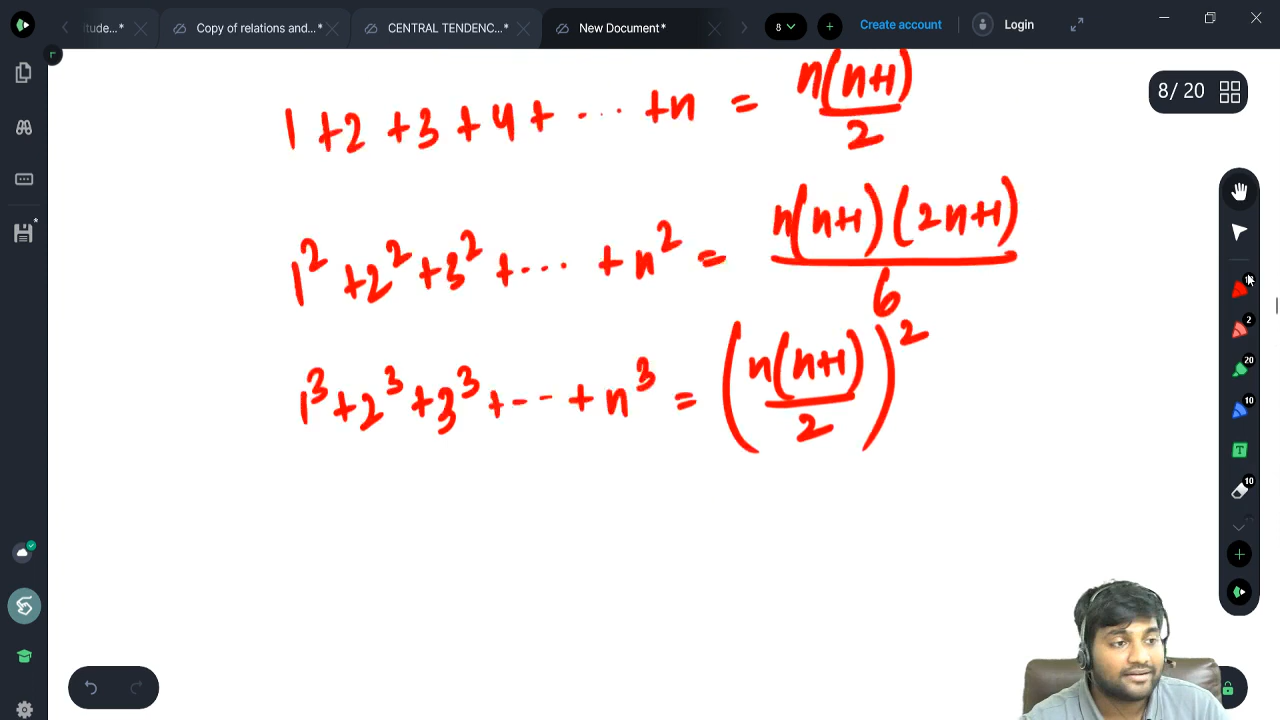 itude...* Copy of relations and...* CENTRAL TENDENC...* New Document* 8 + Create account Login
8/20
1 + 2 + 3 + 4 + ... + n = n(n+1)/2
1² + 2² + 3² + ... + n² = n(n+1)(2n+1)/6
1³ + 2³ + 3³ + ... + n³ = (n(n+1)/2)²
2
20
10
T
10